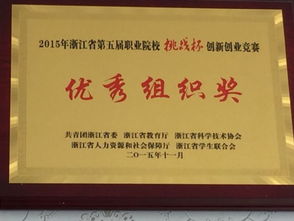 2015年浙江省第五届职业院校 挑战杯 创新创业竞赛
优秀组织奖
共青团浙江省委 浙江省教育厅 浙江省科学技术协会
浙江省人力资源和社会保障厅 浙江省学生联合会
二〇一五年十一月